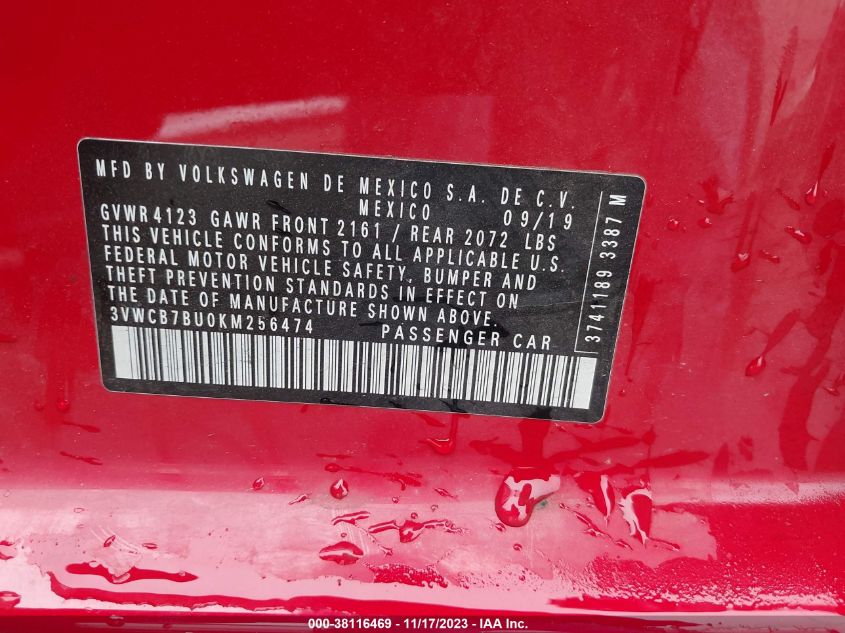 MFD BY VOLKSWAGEN DE MEXICO S.A. DE C.V.
MEXICO 09/19
GVWR 4123 GAWR FRONT 2161 / REAR 2072 LBS
THIS VEHICLE CONFORMS TO ALL APPLICABLE U.S.
FEDERAL MOTOR VEHICLE SAFETY, BUMPER AND
THEFT PREVENTION STANDARDS IN EFFECT ON
THE DATE OF MANUFACTURE SHOWN ABOVE.
3VWCB7BU0KM256474 PASSENGER CAR
3741189 3387 M
000-38116469 - 11/17/2023 - IAA Inc.